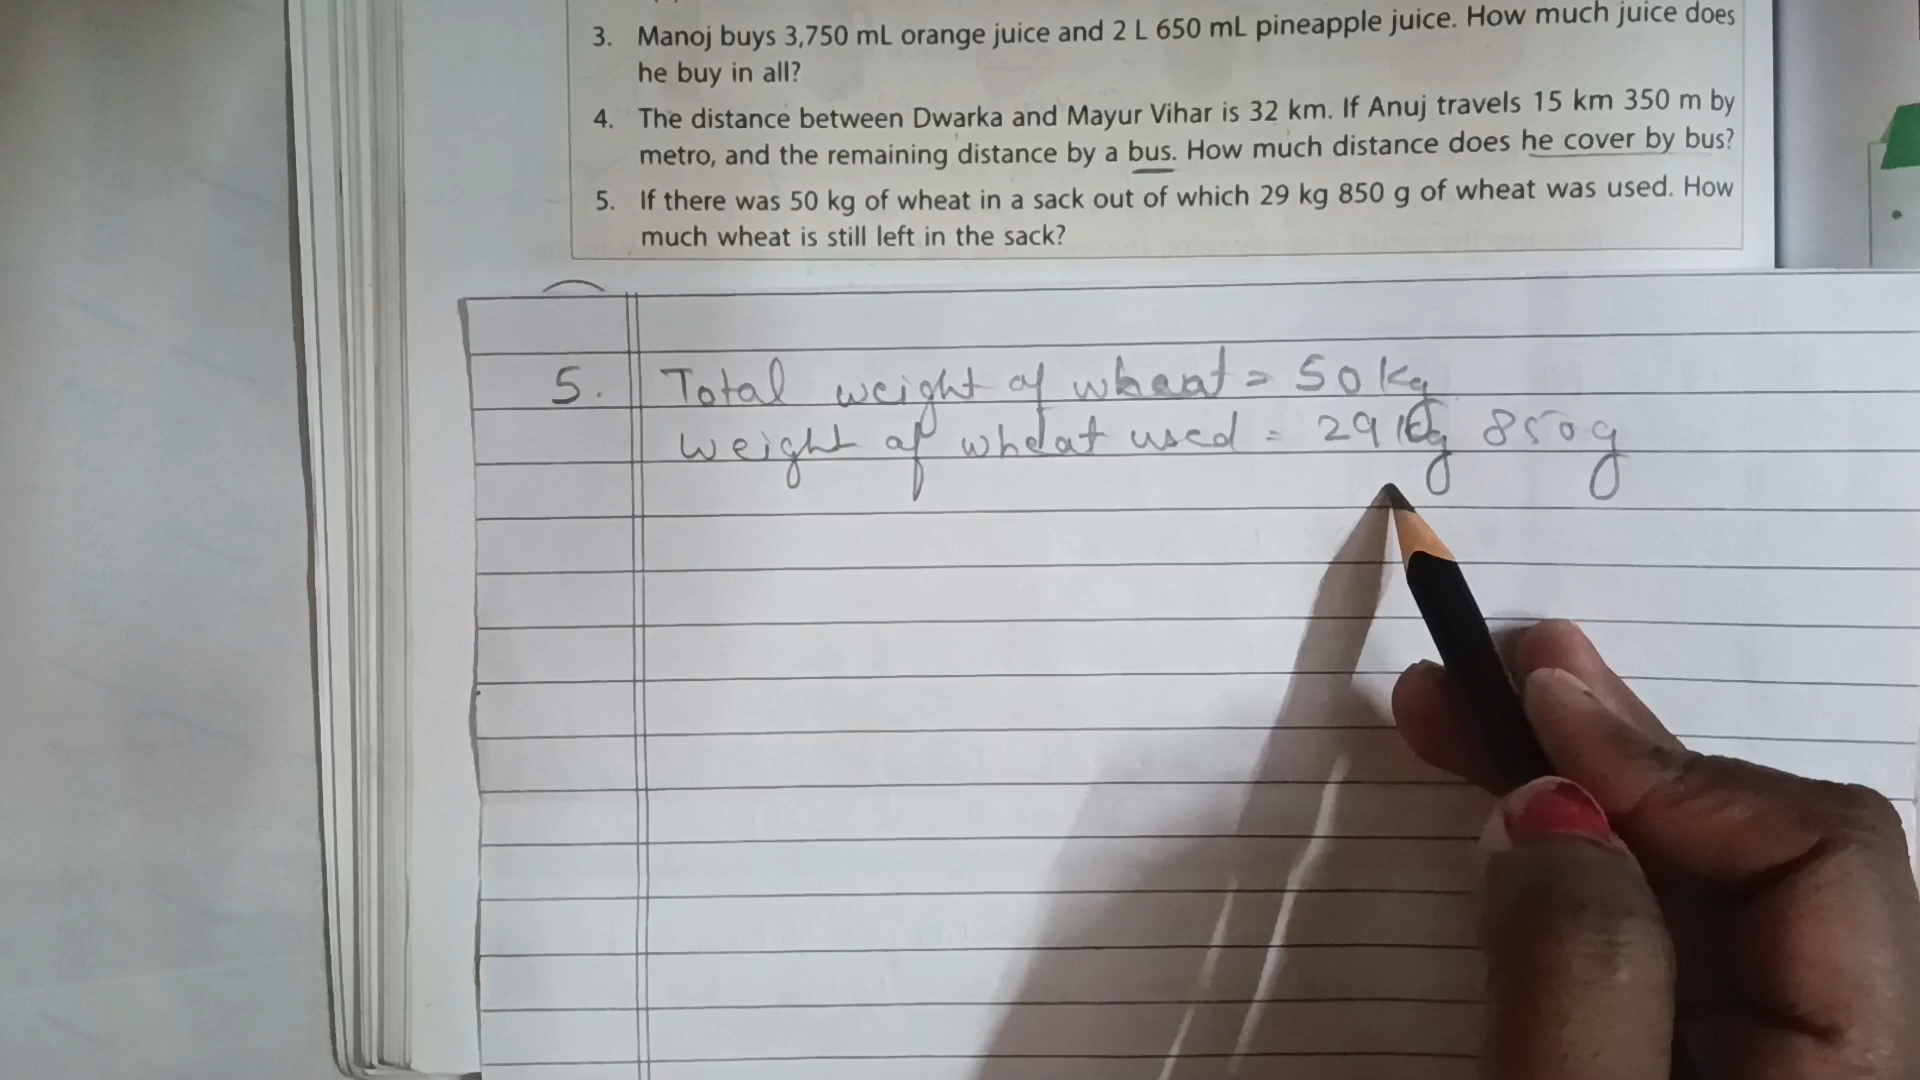 3. Manoj buys 3,750 mL orange juice and 2 L 650 mL pineapple juice. How much juice does
he buy in all?
4. The distance between Dwarka and Mayur Vihar is 32 km. If Anuj travels 15 km 350 m by
metro, and the remaining distance by a bus. How much distance does he cover by bus?
5. If there was 50 kg of wheat in a sack out of which 29 kg 850 g of wheat was used. How
much wheat is still left in the sack?
5. Total weight of wheat = 50 kg
weight of wheat used = 29 kg 850g